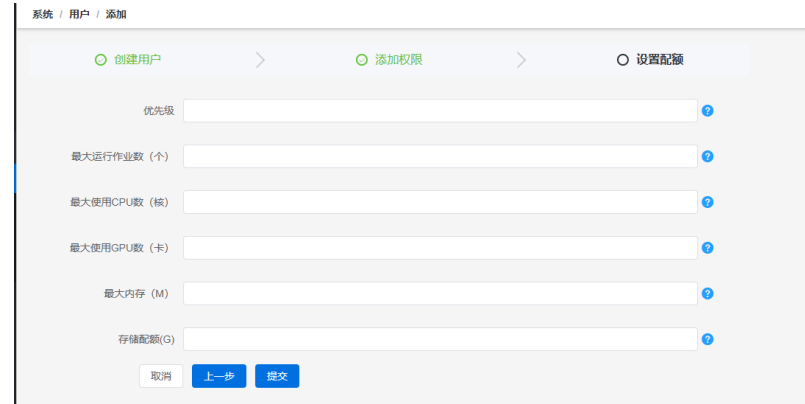 系统 / 用户 / 添加
创建用户 添加权限 设置配额
优先级
最大运行作业数（个）
最大使用CPU数（核）
最大使用GPU数（卡）
最大内存（M）
存储配额(G)
取消 上一步 提交